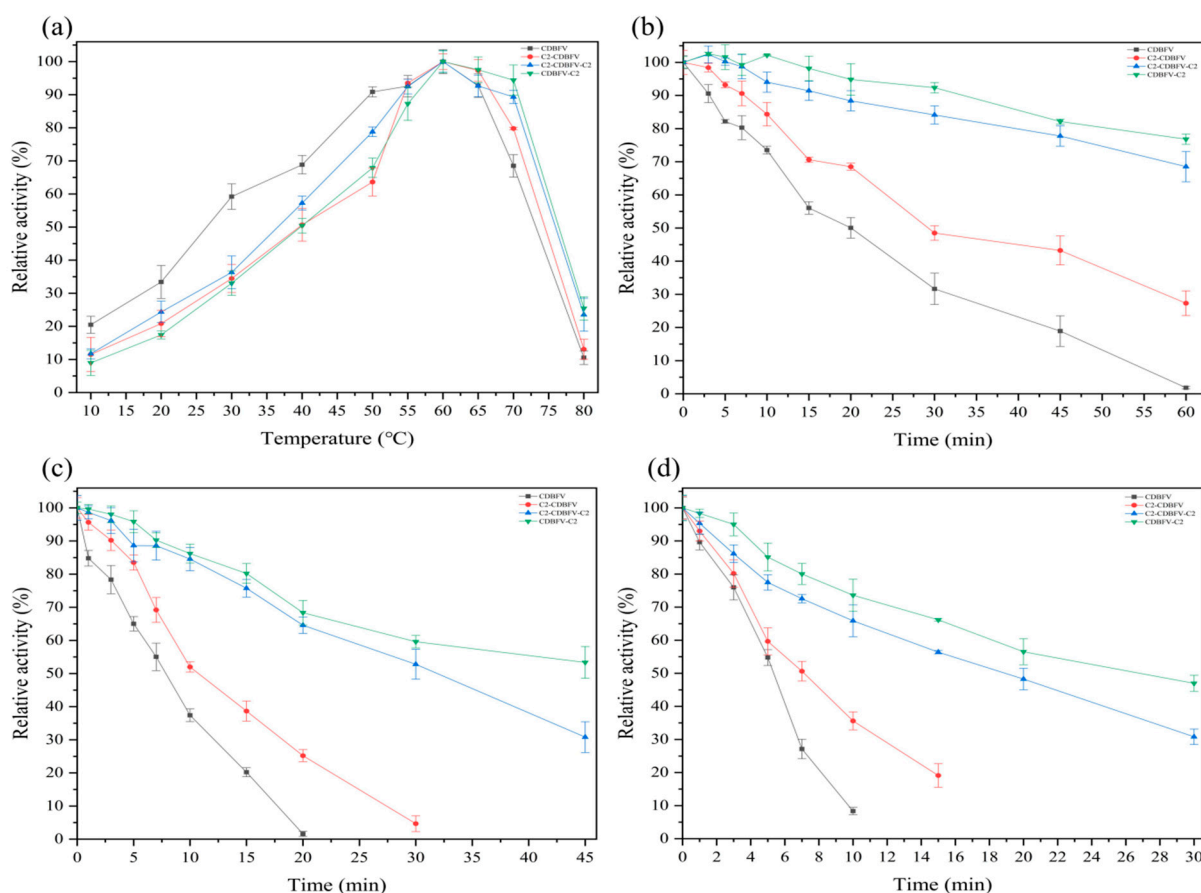 (a)
CDBFV
C2-CDBFV
C2-CDBFV-C2
CDBFV-C2
Relative activity (%)
100
90
80
70
60
50
40
30
20
10
0
10 15 20 25 30 35 40 45 50 55 60 65 70 75 80
Temperature (℃)
(b)
CDBFV
C2-CDBFV
C2-CDBFV-C2
CDBFV-C2
Relative activity (%)
100
90
80
70
60
50
40
30
20
10
0
0 5 10 15 20 30 45 60
Time (min)
(c)
CDBFV
C2-CDBFV
C2-CDBFV-C2
CDBFV-C2
Relative activity (%)
100
90
80
70
60
50
40
30
20
10
0
0 5 10 15 20 25 30 35 40 45
Time (min)
(d)
CDBFV
C2-CDBFV
C2-CDBFV-C2
CDBFV-C2
Relative activity (%)
100
90
80
70
60
50
40
30
20
10
0
0 2 4 6 8 10 12 14 16 18 20 22 24 26 28 30
Time (min)